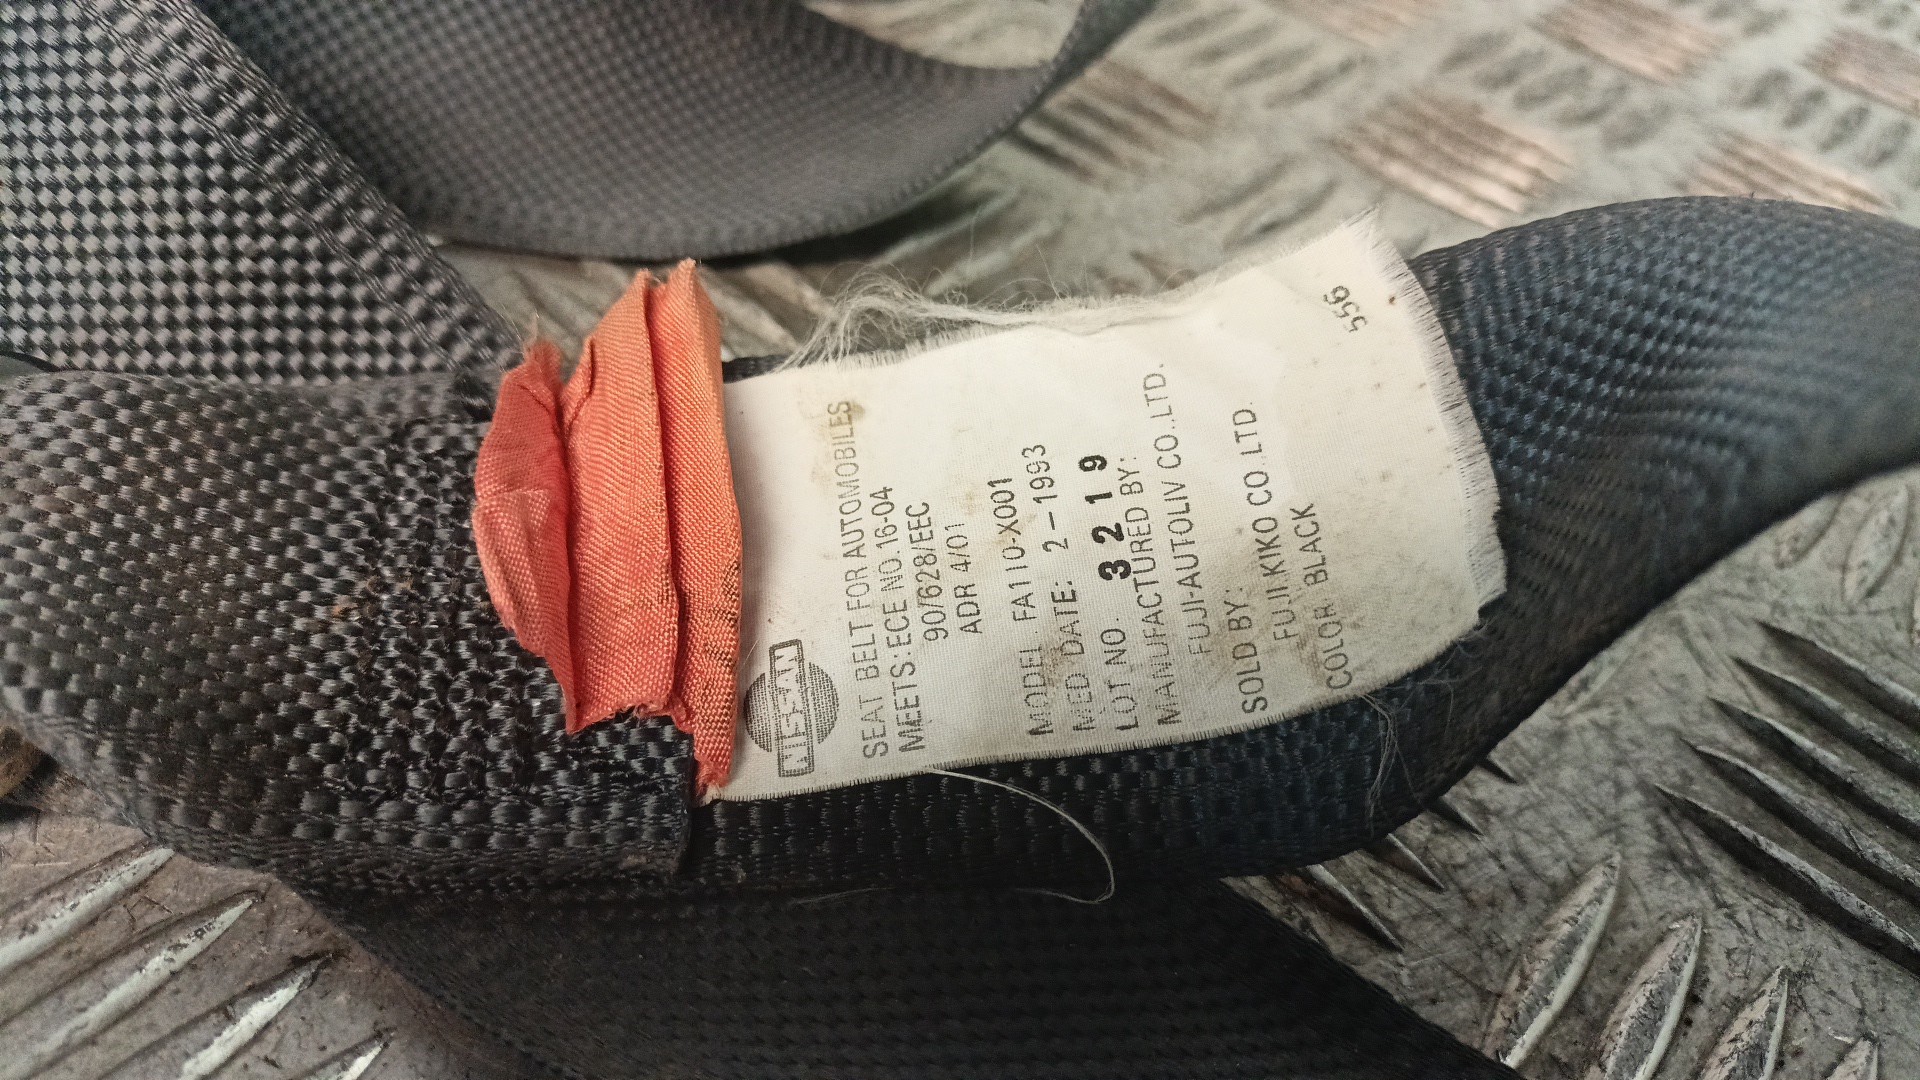 NISSAN
SEAT BELT FOR AUTOMOBILES
MEETS:ECE NO.16-04
90/628/EEC
ADR 4/01
MODEL FA110-X001
MED DATE: 2-1993
LOT NO. 3219
MANUFACTURED BY:
FUJI-AUTOLIV CO.,LTD.
SOLD BY:
FUJI KIKO CO.,LTD.
COLOR BLACK
556